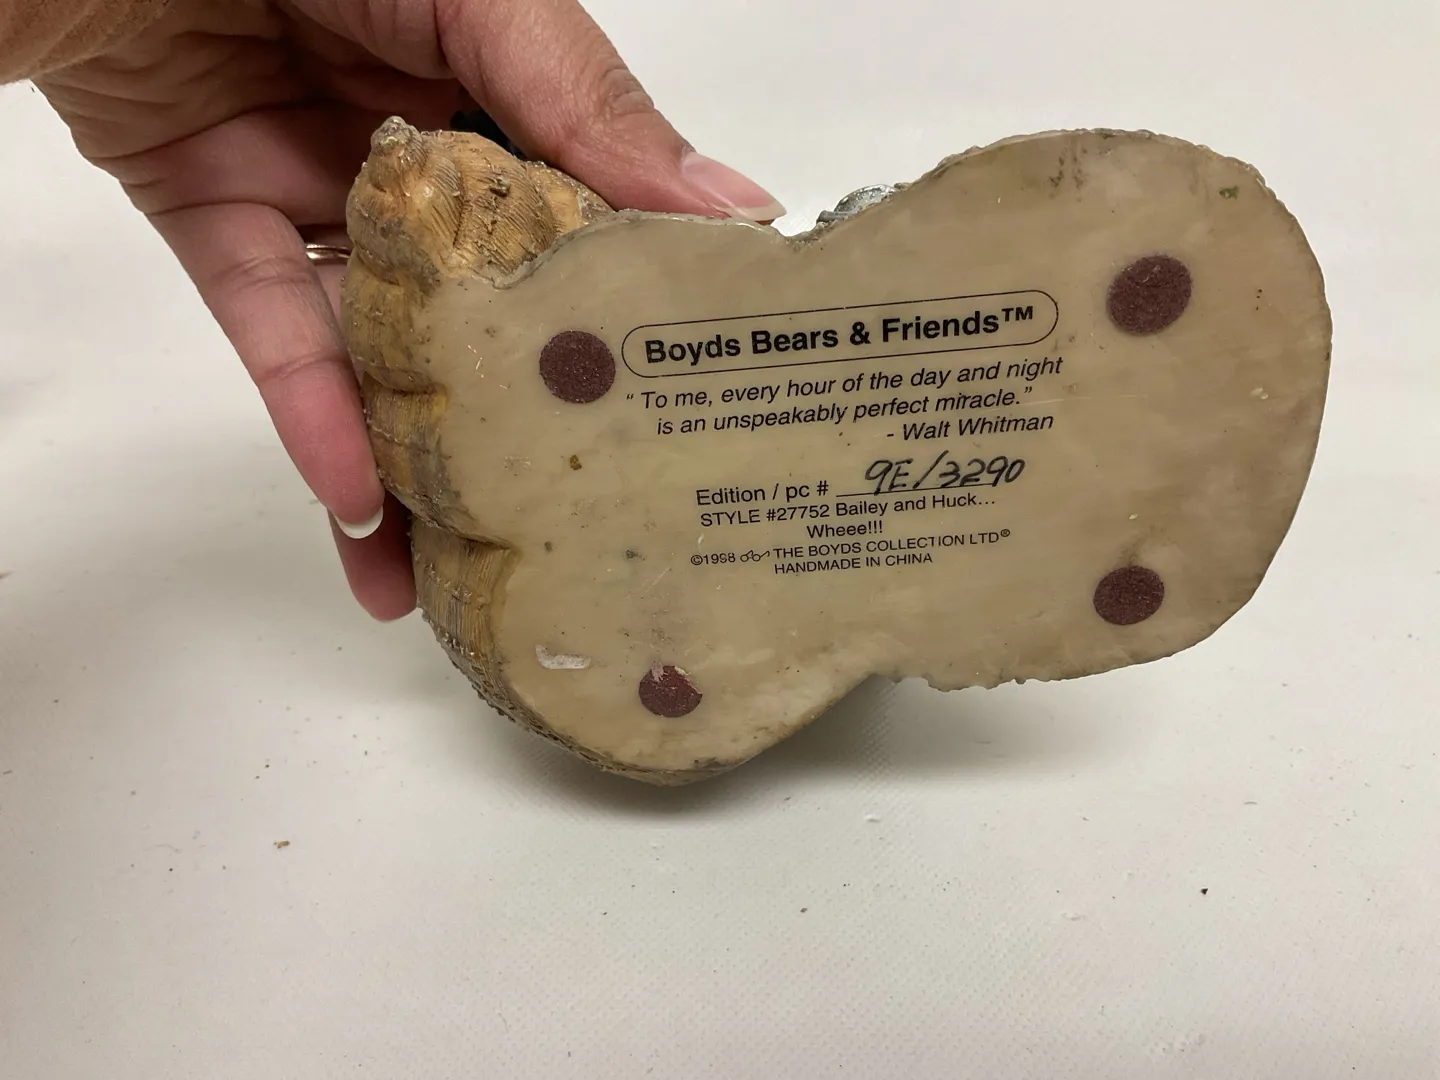 Boyds Bears & Friends™
“ To me, every hour of the day and night
is an unspeakably perfect miracle.”
- Walt Whitman
Edition / pc # 9E/3290
STYLE #27752 Bailey and Huck...
Wheee!!!
©1998 THE BOYDS COLLECTION LTD®
HANDMADE IN CHINA